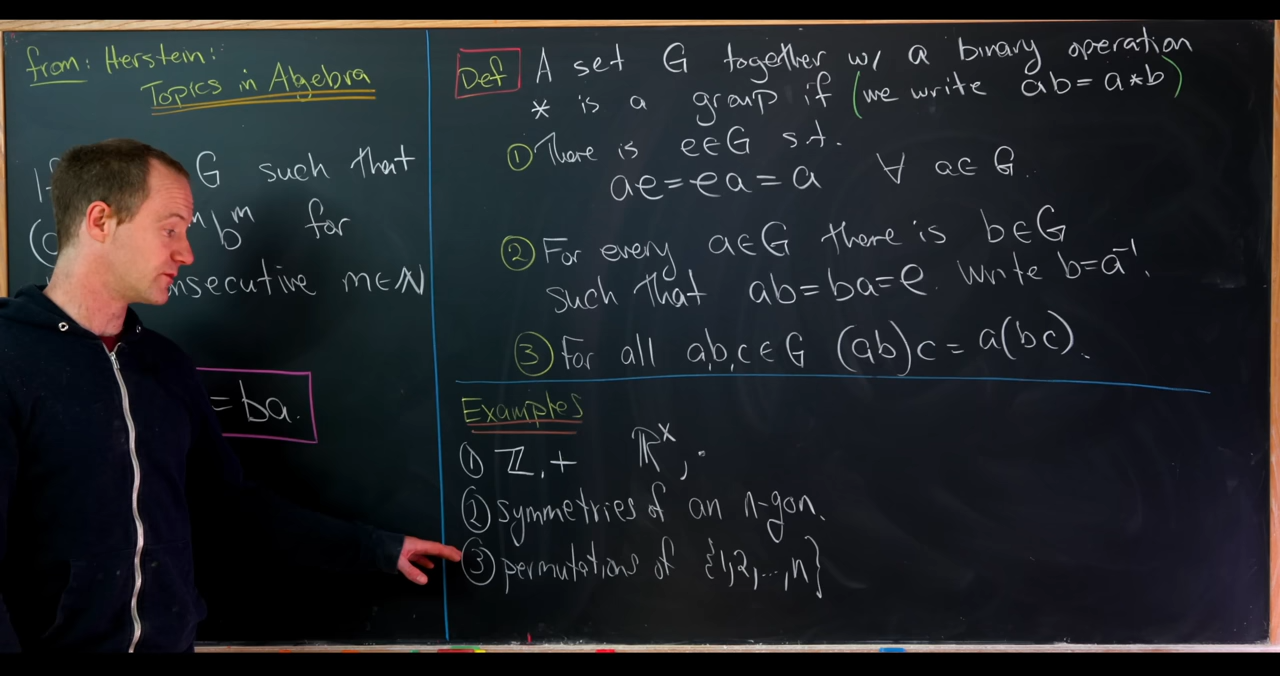 from: Herstein:
Topics in Algebra
G such that
b^m for
consecutive m∈ℕ
= ba.
Def A set G together w/ a binary operation
* is a group if (we write ab = a*b)
① There is e∈G s.t.
ae = ea = a ∀ a∈G.
② For every a∈G there is b∈G
such that ab = ba = e. write b = a^-1.
③ For all a,b,c∈G (ab)c = a(bc).
Examples
① ℤ, + ℝ^×, ·
② symmetries of an n-gon.
③ permutations of {1,2,...,n}